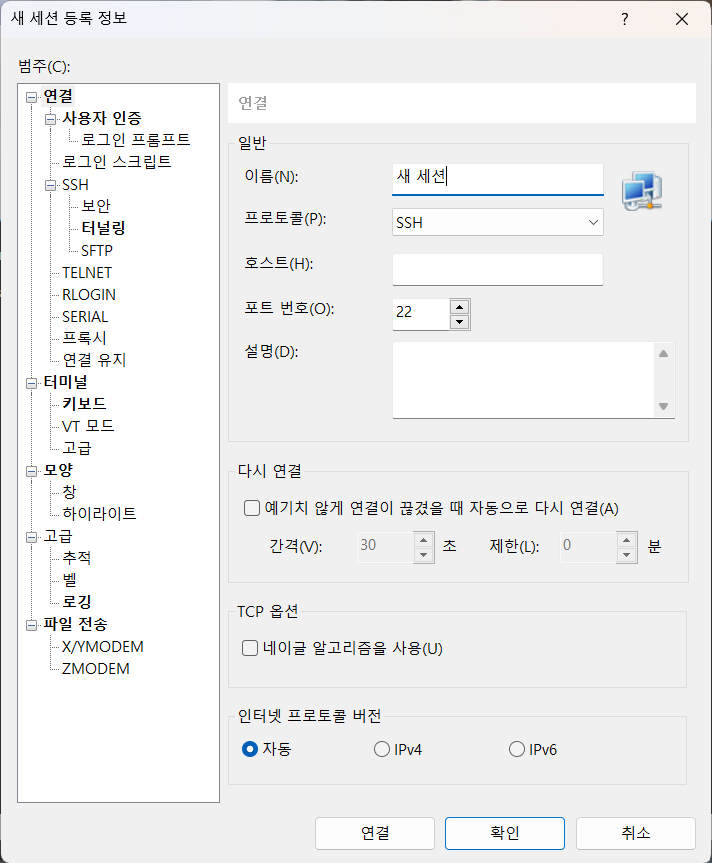 새 세션 등록 정보
?
범주(C):
연결
사용자 인증
로그인 프롬프트
로그인 스크립트
SSH
보안
터널링
SFTP
TELNET
RLOGIN
SERIAL
프록시
연결 유지
터미널
키보드
VT 모드
고급
모양
창
하이라이트
고급
추적
벨
로깅
파일 전송
X/YMODEM
ZMODEM
연결
일반
이름(N): 새 세션
프로토콜(P): SSH
호스트(H):
포트 번호(O): 22
설명(D):
다시 연결
예기치 않게 연결이 끊겼을 때 자동으로 다시 연결(A)
간격(V): 30 초 제한(L): 0 분
TCP 옵션
네이글 알고리즘을 사용(U)
인터넷 프로토콜 버전
자동 IPv4 IPv6
연결 확인 취소